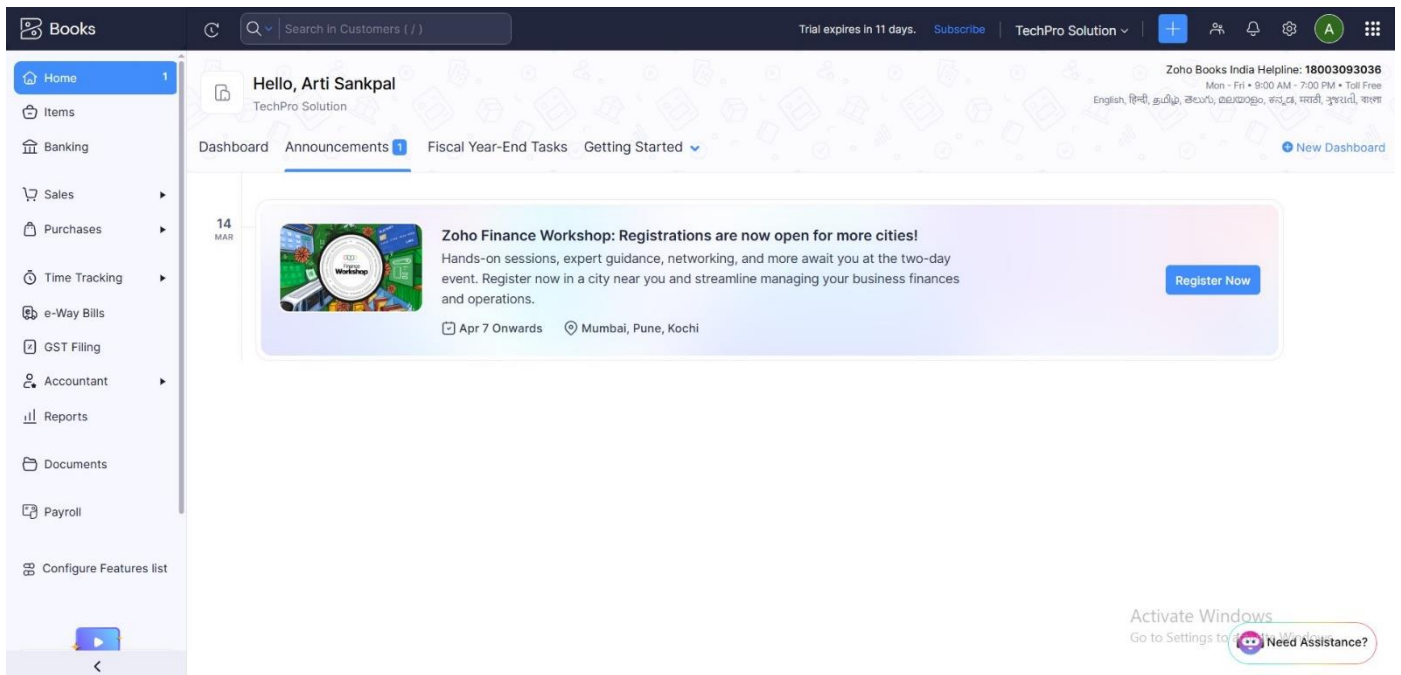 Books
Search in Customers ( / )
Trial expires in 11 days. Subscribe
TechPro Solution
A
Home 1
Items
Banking
Sales
Purchases
Time Tracking
e-Way Bills
GST Filing
Accountant
Reports
Documents
Payroll
Configure Features list
Hello, Arti Sankpal
TechPro Solution
Zoho Books India Helpline: 18003093036
Mon - Fri • 9:00 AM - 7:00 PM • Toll Free
English, हिन्दी, தமிழ், తెలుగు, മലയാളം, ಕನ್ನಡ, मराठी, ગુજરાતી, বাংলা
Dashboard Announcements 1 Fiscal Year-End Tasks Getting Started
New Dashboard
14
MAR
Finance
Workshop
Zoho Finance Workshop: Registrations are now open for more cities!
Hands-on sessions, expert guidance, networking, and more await you at the two-day
event. Register now in a city near you and streamline managing your business finances
and operations.
Apr 7 Onwards Mumbai, Pune, Kochi
Register Now
Activate Windows
Go to Settings to
Need Assistance?